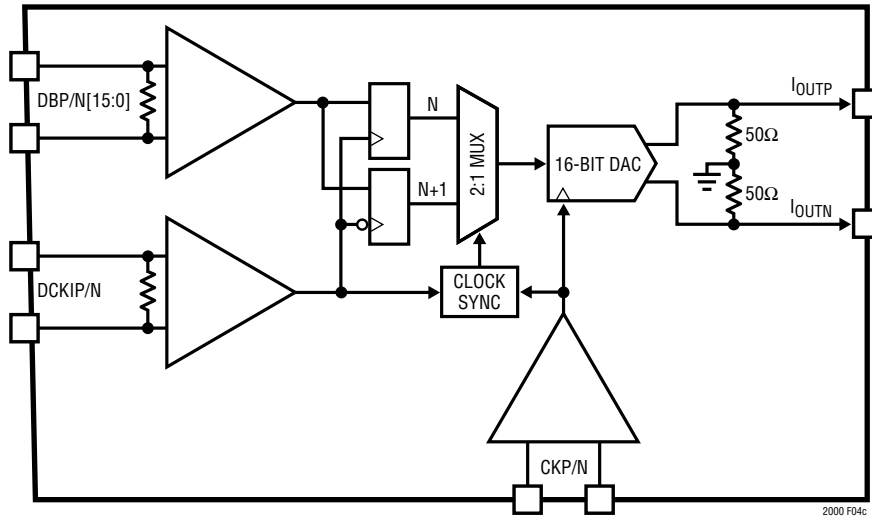 DBP/N[15:0]
N
N+1
2:1 MUX
16-BIT DAC
IOUTP
50Ω
50Ω
IOUTN
DCKIP/N
CLOCK
SYNC
CKP/N
2000 F04c